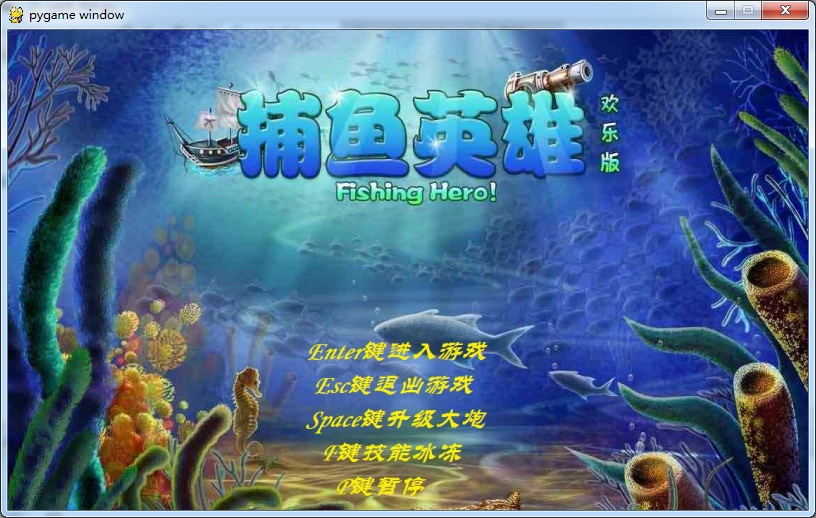 pygame window
捕鱼英雄
欢乐版
Fishing Hero!
Enter键进入游戏
Esc键退出游戏
Space键升级大炮
F键技能冰冻
P键暂停